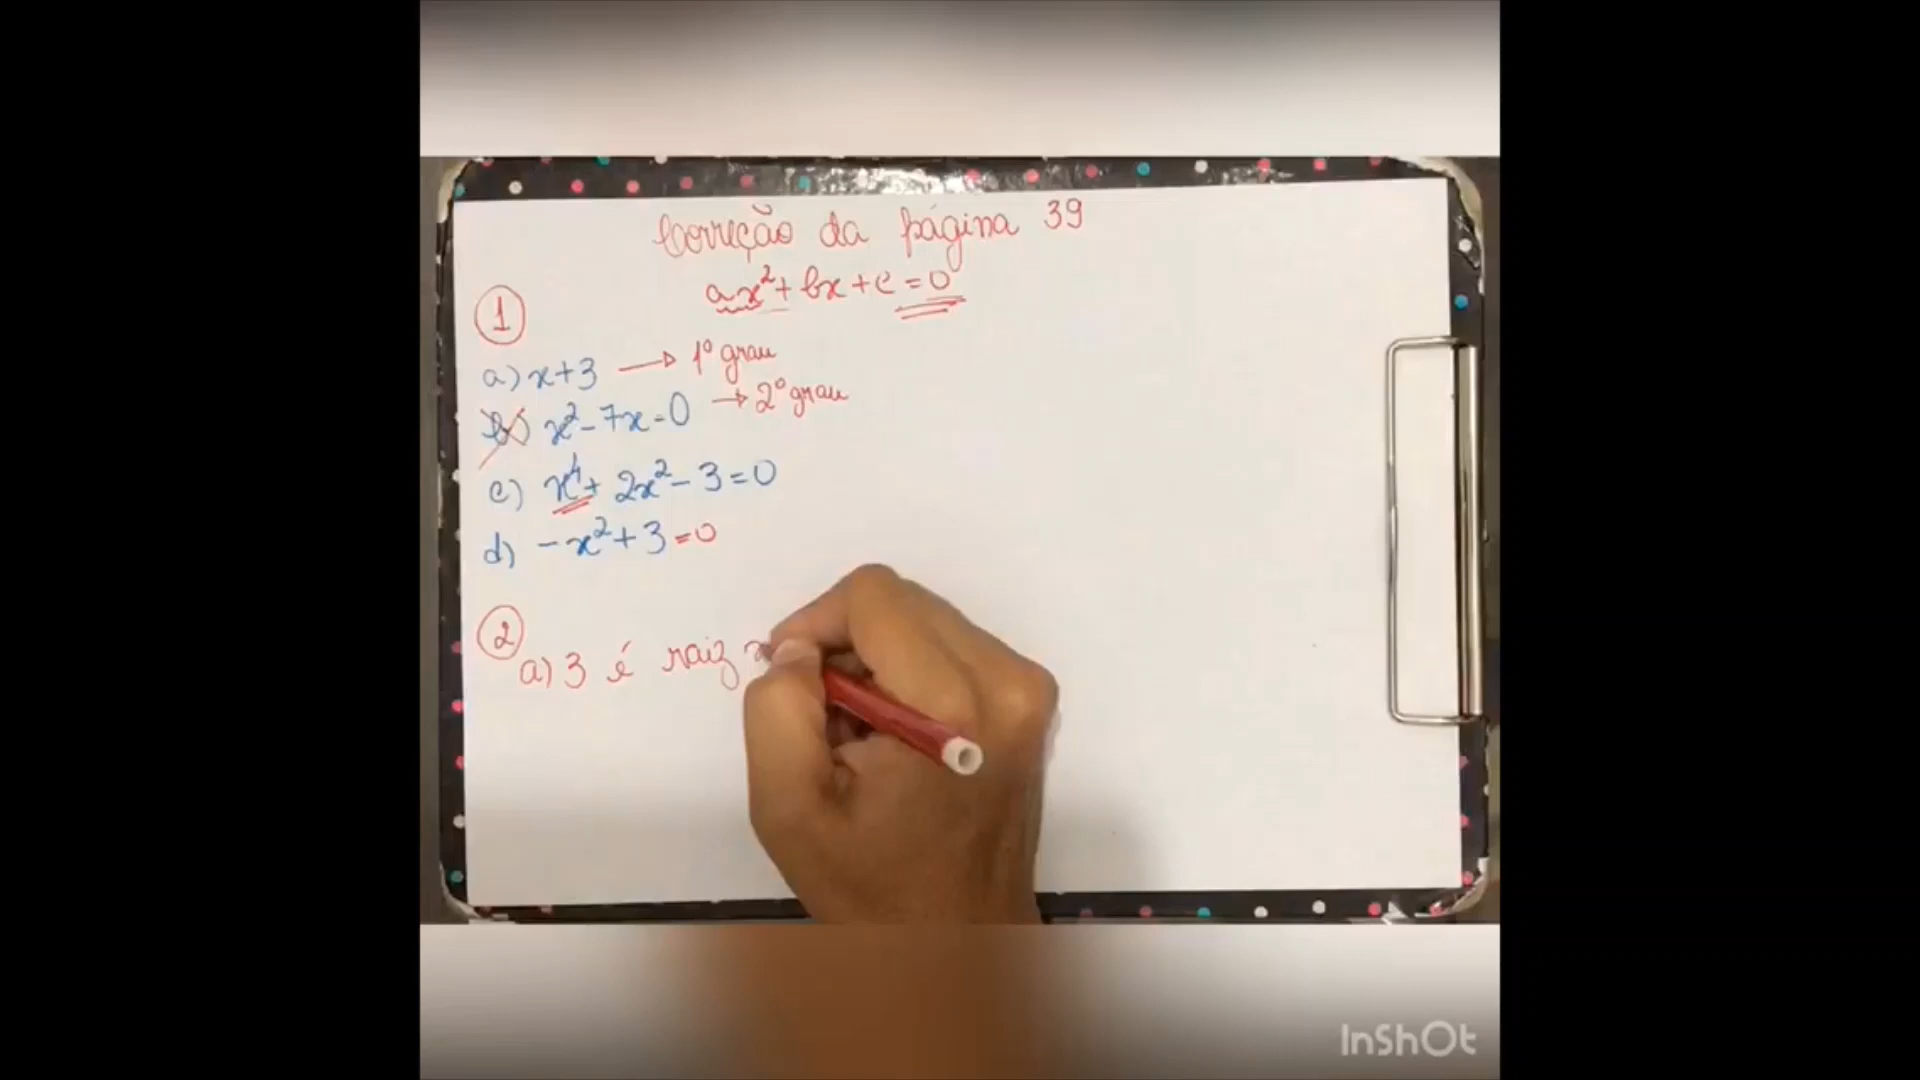 Correção da página 39
ax²+bx+c=0
1
a) x+3 → 1º grau
b) x²-7x=0 → 2º grau
c) x⁴+2x²-3=0
d) -x²+3=0
2
a) 3 é raiz
InShOt